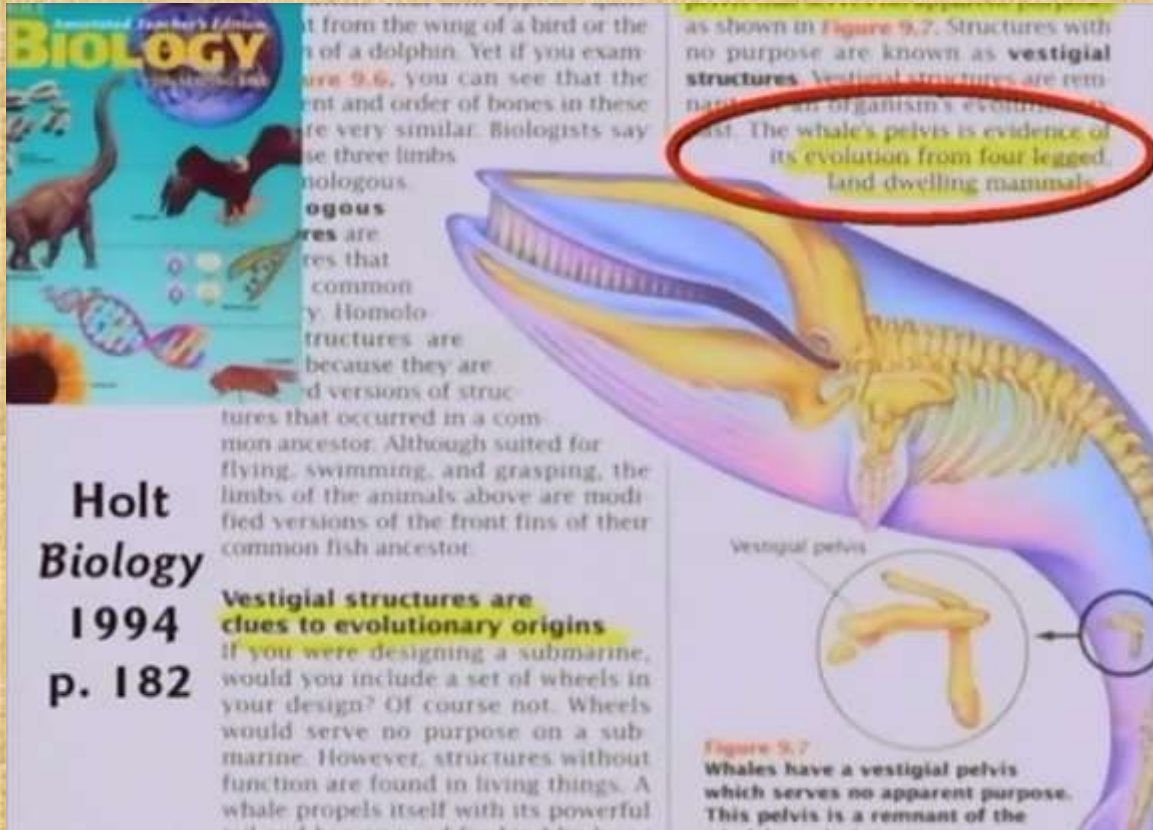 Annotated Teacher's Edition
BIOLOGY
Holt
Biology
1994
p. 182
t from the wing of a bird or the
of a dolphin. Yet if you exam-
ure 9.6, you can see that the
ent and order of bones in these
re very similar. Biologists say
se three limbs
ologous.
ogous
res are
res that
common
y. Homolo-
tructures are
because they are
d versions of struc-
tures that occurred in a com-
mon ancestor. Although suited for
flying, swimming, and grasping, the
limbs of the animals above are modi-
fied versions of the front fins of their
common fish ancestor.
Vestigial structures are
clues to evolutionary origins
If you were designing a submarine,
would you include a set of wheels in
your design? Of course not. Wheels
would serve no purpose on a sub-
marine. However, structures without
function are found in living things. A
whale propels itself with its powerful
as shown in Figure 9.7. Structures with
no purpose are known as vestigial
structures. Vestigial structures are rem-
an organism's
The whale's pelvis is evidence of
its evolution from four legged,
land dwelling mammals.
Vestigial pelvis
Figure 9.7
Whales have a vestigial pelvis
which serves no apparent purpose.
This pelvis is a remnant of the